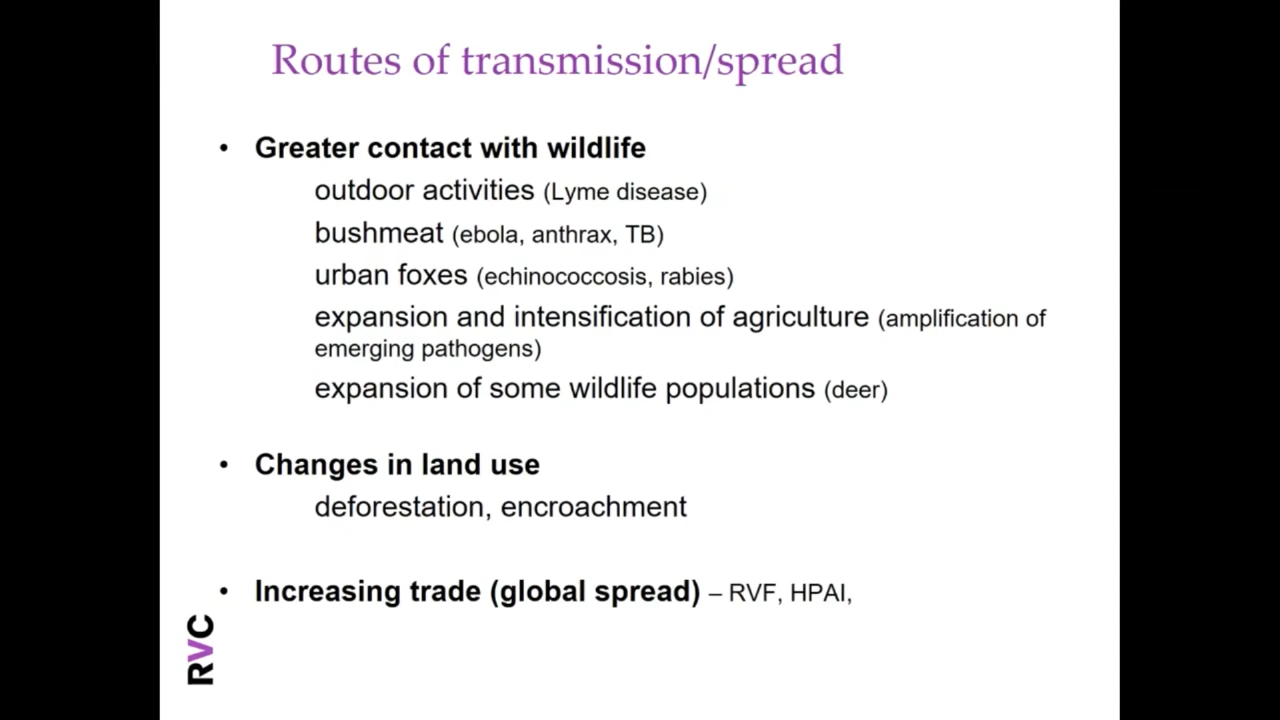 Routes of transmission/spread
• Greater contact with wildlife
outdoor activities (Lyme disease)
bushmeat (ebola, anthrax, TB)
urban foxes (echinococcosis, rabies)
expansion and intensification of agriculture (amplification of
emerging pathogens)
expansion of some wildlife populations (deer)
• Changes in land use
deforestation, encroachment
• Increasing trade (global spread) – RVF, HPAI,
RVC